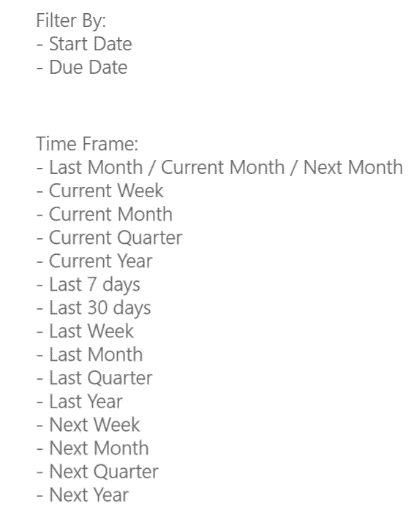 Filter By:
- Start Date
- Due Date
Time Frame:
- Last Month / Current Month / Next Month
- Current Week
- Current Month
- Current Quarter
- Current Year
- Last 7 days
- Last 30 days
- Last Week
- Last Month
- Last Quarter
- Last Year
- Next Week
- Next Month
- Next Quarter
- Next Year